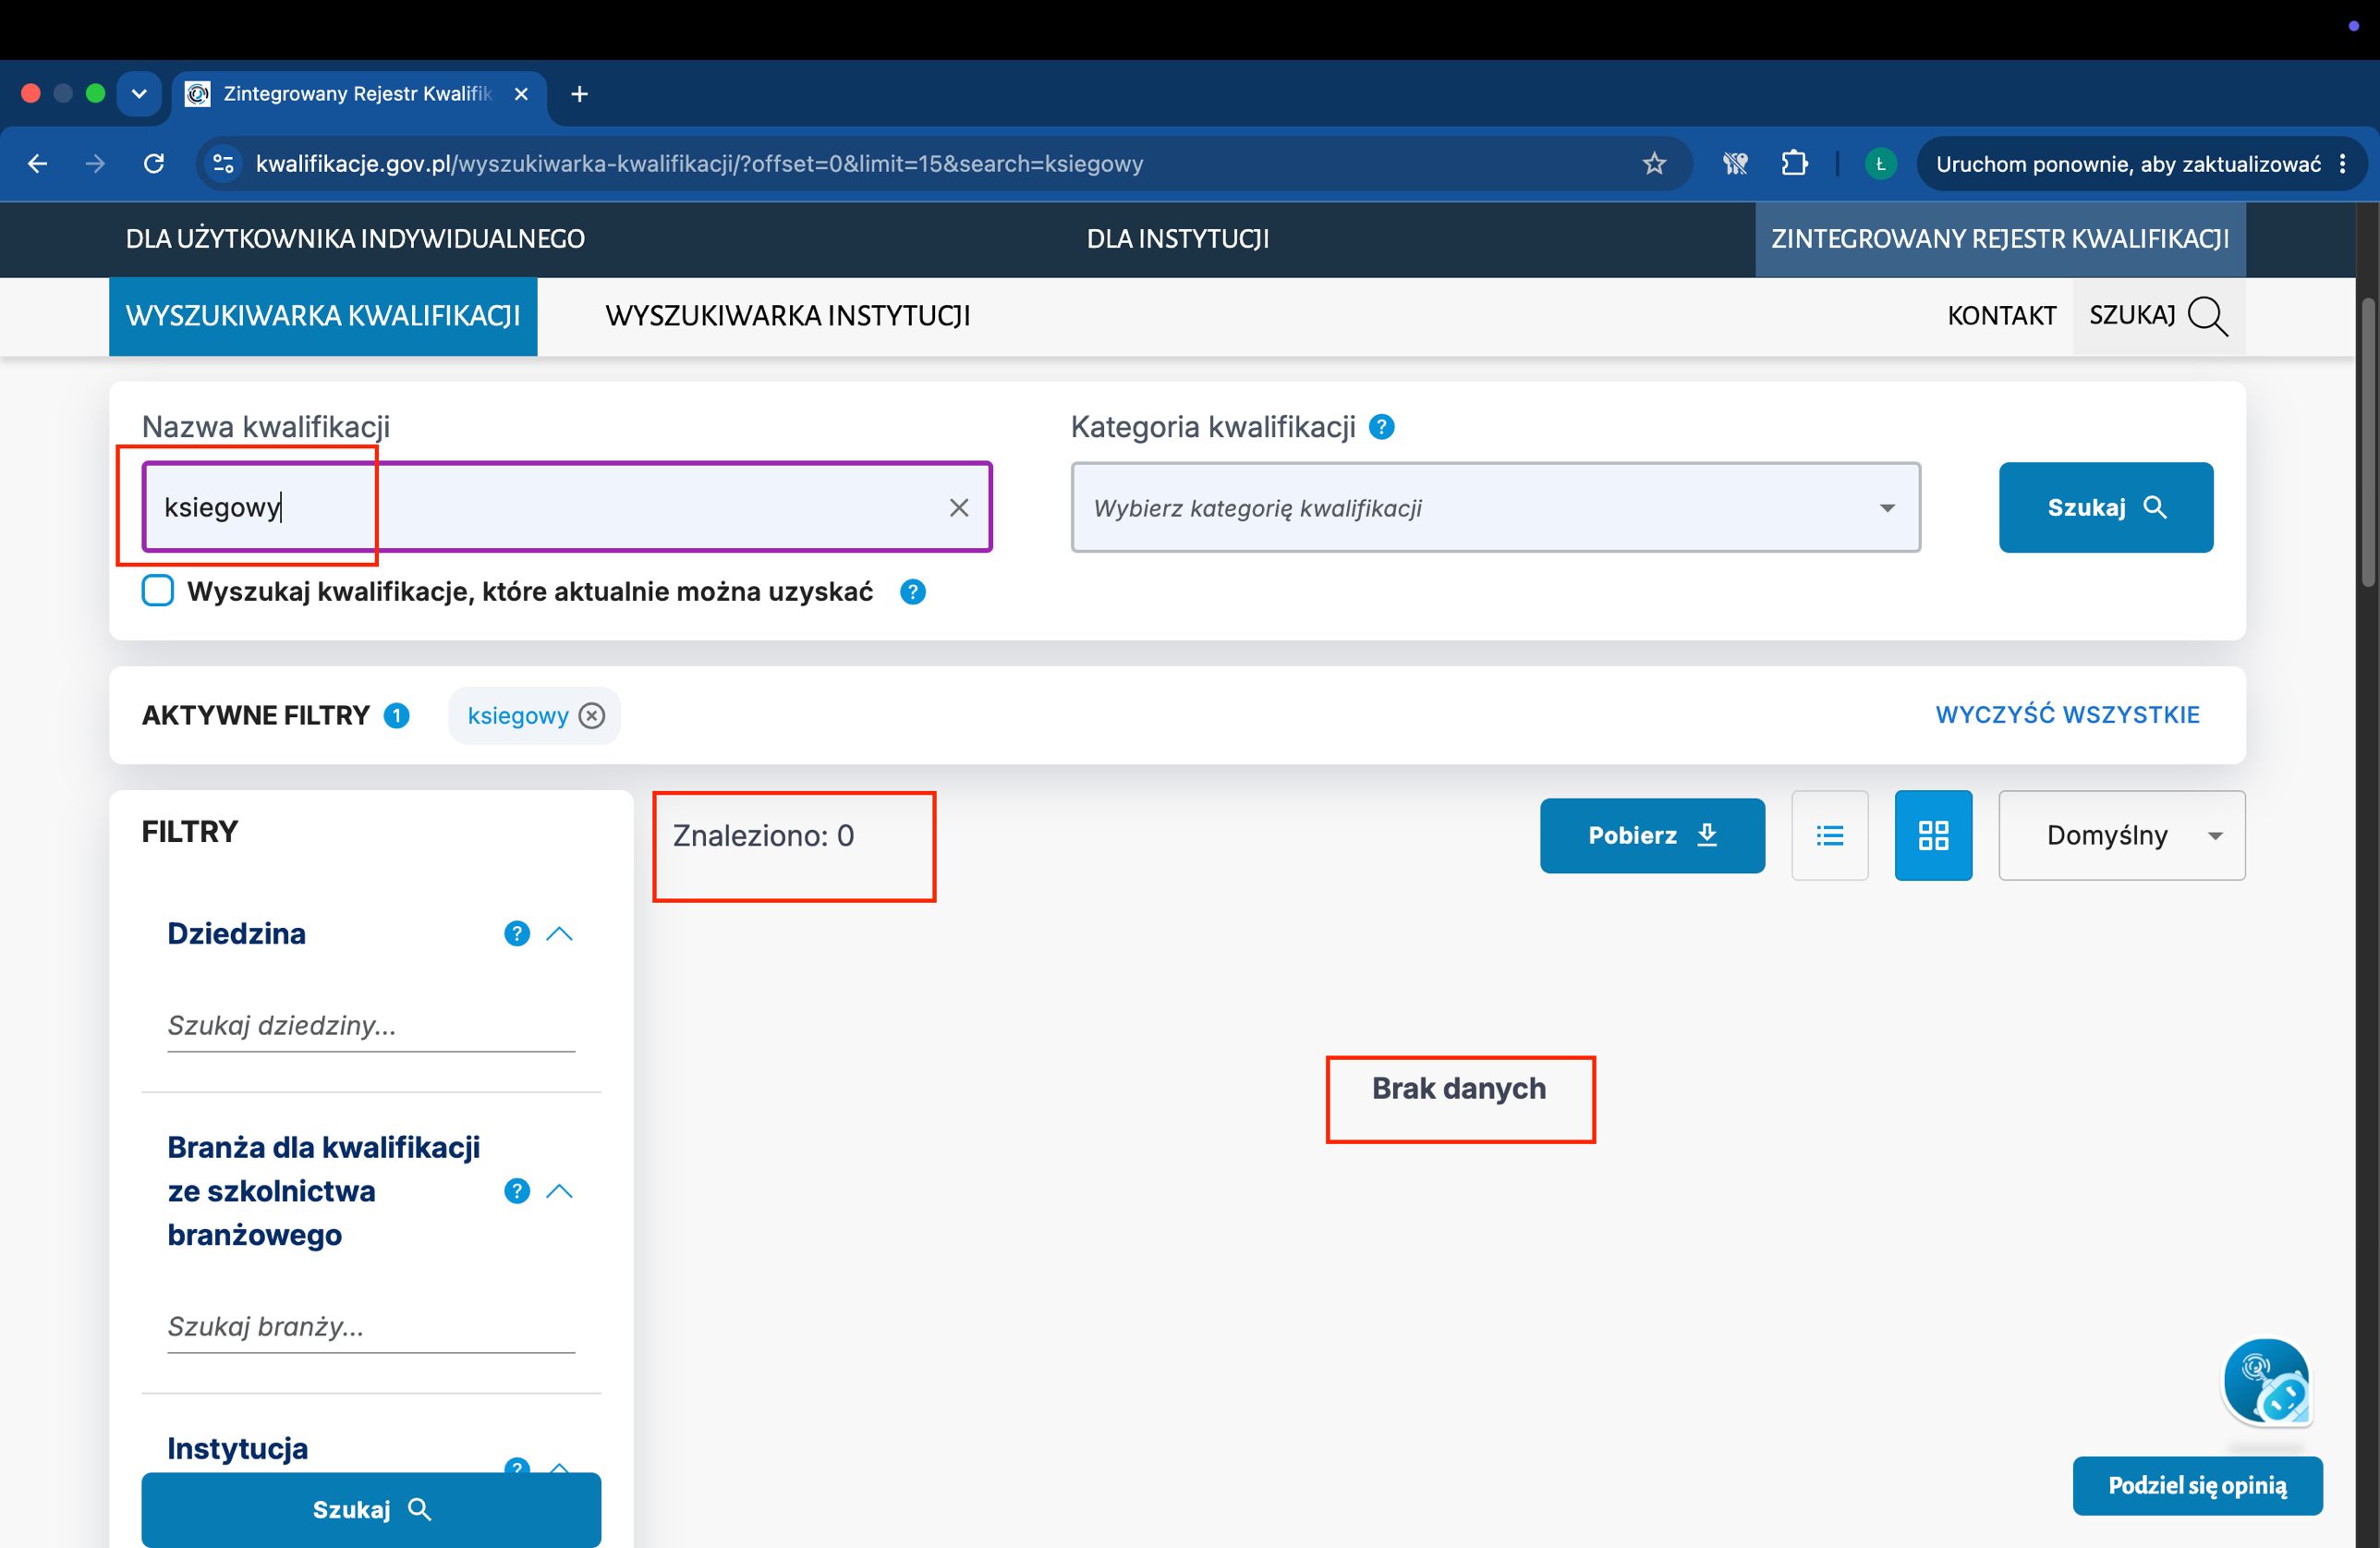 Zintegrowany Rejestr Kwalifik
kwalifikacje.gov.pl/wyszukiwarka-kwalifikacji/?offset=0&limit=15&search=ksiegowy
Ł
Uruchom ponownie, aby zaktualizować
DLA UŻYTKOWNIKA INDYWIDUALNEGO
DLA INSTYTUCJI
ZINTEGROWANY REJESTR KWALIFIKACJI
WYSZUKIWARKA KWALIFIKACJI
WYSZUKIWARKA INSTYTUCJI
KONTAKT
SZUKAJ
Nazwa kwalifikacji
Kategoria kwalifikacji ?
ksiegowy
Wybierz kategorię kwalifikacji
Szukaj
Wyszukaj kwalifikacje, które aktualnie można uzyskać ?
AKTYWNE FILTRY 1
ksiegowy
WYCZYŚĆ WSZYSTKIE
FILTRY
Znaleziono: 0
Pobierz
Domyślny
Dziedzina ?
Szukaj dziedziny...
Brak danych
Branża dla kwalifikacji
ze szkolnictwa ?
branżowego
Szukaj branży...
Instytucja
?
Szukaj
Podziel się opinią